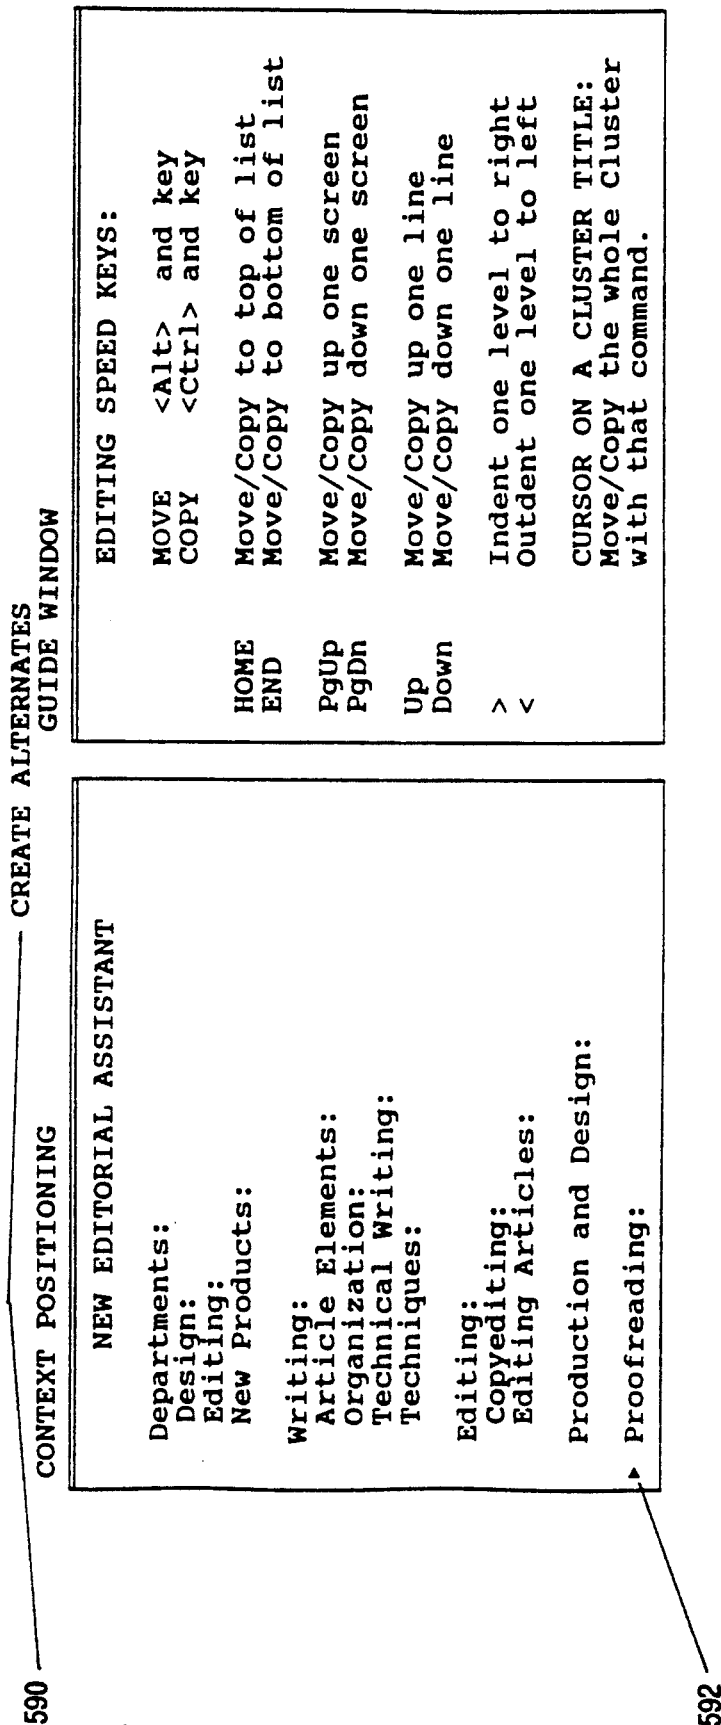 590
CREATE ALTERNATES
CONTEXT POSITIONING
NEW EDITORIAL ASSISTANT
Departments:
Design:
Editing:
New Products:
Writing:
Article Elements:
Organization:
Technical Writing:
Techniques:
Editing:
Copyediting:
Editing Articles:
Production and Design:
▶ Proofreading:
592
GUIDE WINDOW
EDITING SPEED KEYS:
MOVE <Alt> and key
COPY <Ctrl> and key
HOME Move/Copy to top of list
END Move/Copy to bottom of list
PgUp Move/Copy up one screen
PgDn Move/Copy down one screen
Up Move/Copy up one line
Down Move/Copy down one line
> Indent one level to right
< Outdent one level to left
CURSOR ON A CLUSTER TITLE:
Move/Copy the whole Cluster
with that command.